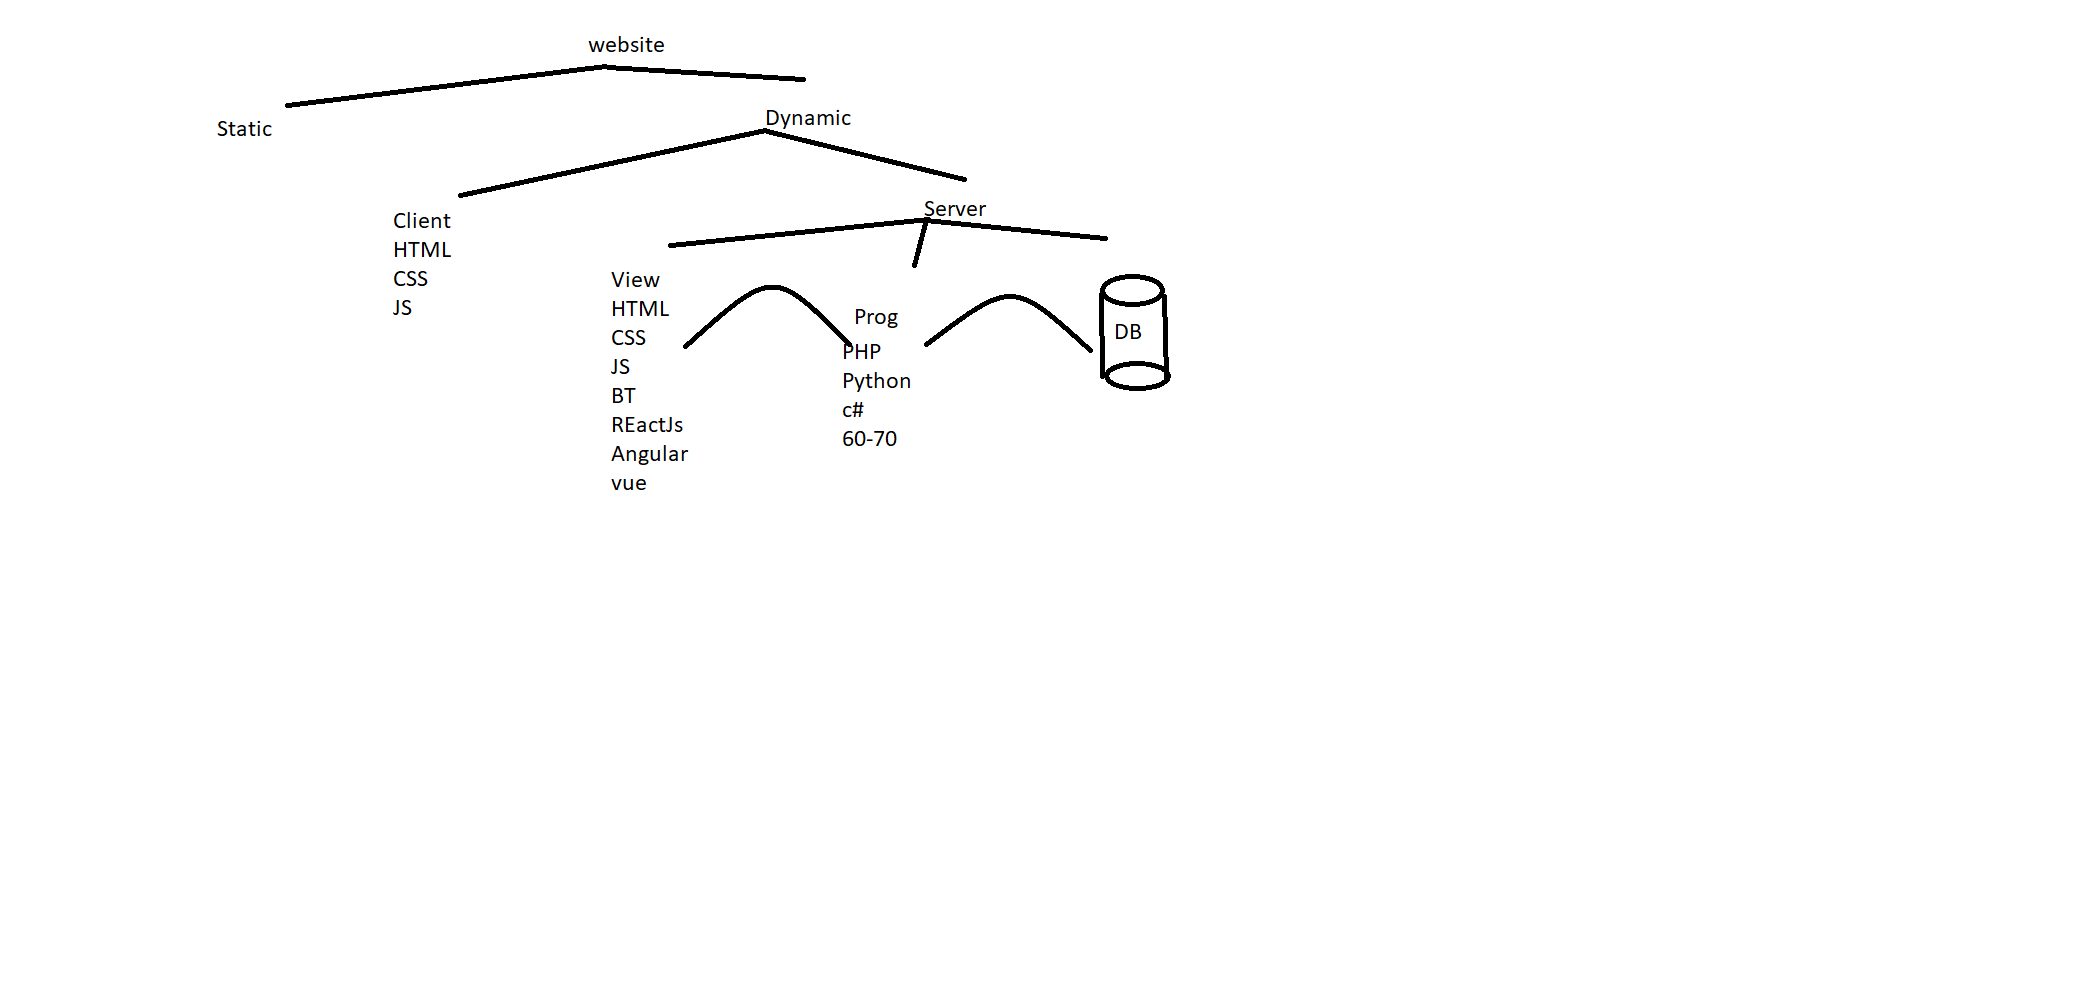 website
Static
Dynamic
Client
HTML
CSS
JS
Server
View
HTML
CSS
JS
BT
REactJs
Angular
vue
Prog
PHP
Python
c#
60-70
DB